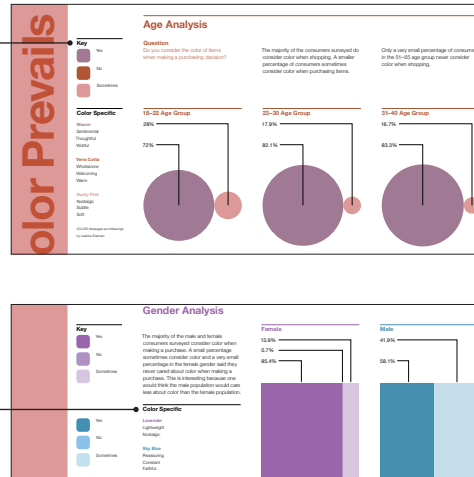 olor Prevails
Age Analysis
Key
Yes
No
Sometimes
Question
Do you consider the color of items
when making a purchasing decision?
The majority of the consumers surveyed do
consider color when shopping. A smaller
percentage of consumers sometimes
consider color when purchasing items.
Only a very small percentage of consume
in the 51–65 age group never consider
color when shopping.
Color Specific
Mauve
Sentimental
Thoughtful
Wistful
Terra Cotta
Wholesome
Welcoming
Warm
Dusty Pink
Nostalgic
Subtle
Soft
18–22 Age Group
28%
72%
23–30 Age Group
17.9%
82.1%
31–40 Age Group
16.7%
83.3%
Gender Analysis
Key
Yes
No
Sometimes
Yes
No
Sometimes
The majority of the male and female
consumers surveyed consider color when
making a purchase. A small percentage
sometimes consider color and a very small
percentage in the female gender said they
never cared about color when making a
purchase. This is interesting because one
would think the male population would care
less about color than the female population.
Color Specific
Lavender
Lightweight
Nostalgic
Sky Blue
Reassuring
Constant
Faithful
Female
13.9%
0.7%
85.4%
Male
41.9%
58.1%